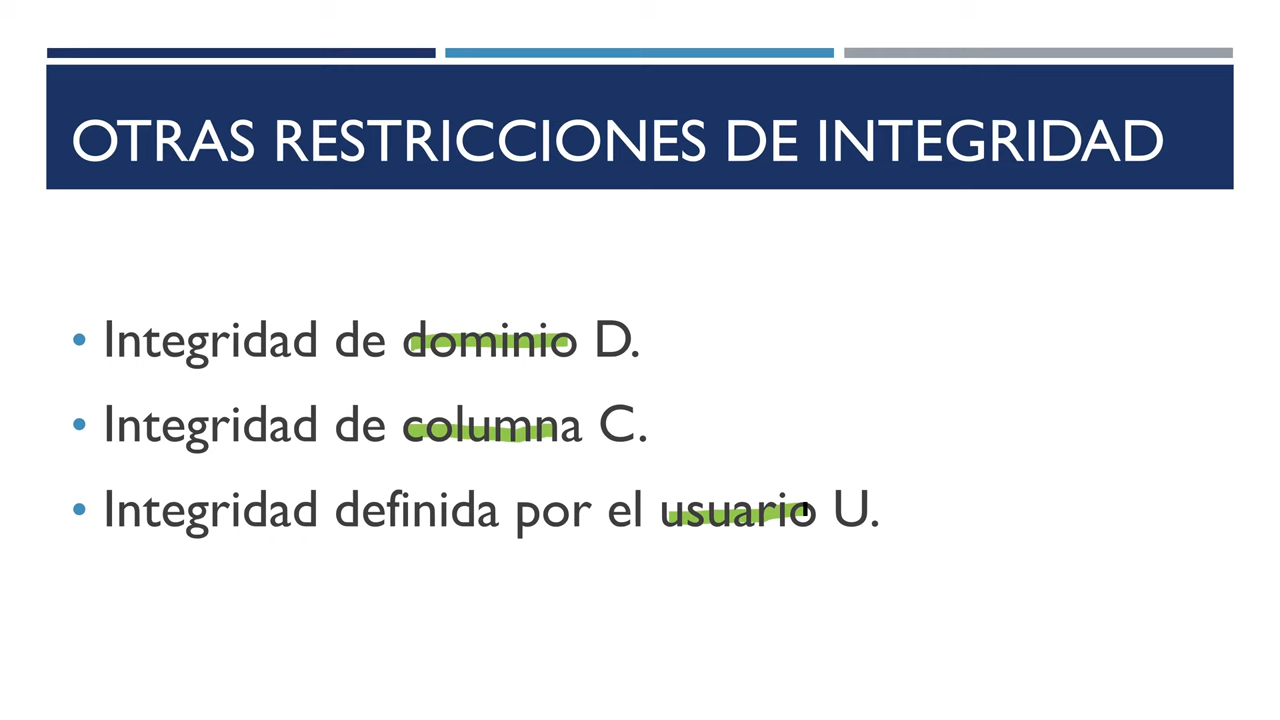 OTRAS RESTRICCIONES DE INTEGRIDAD
• Integridad de dominio D.
• Integridad de columna C.
• Integridad definida por el usuario U.